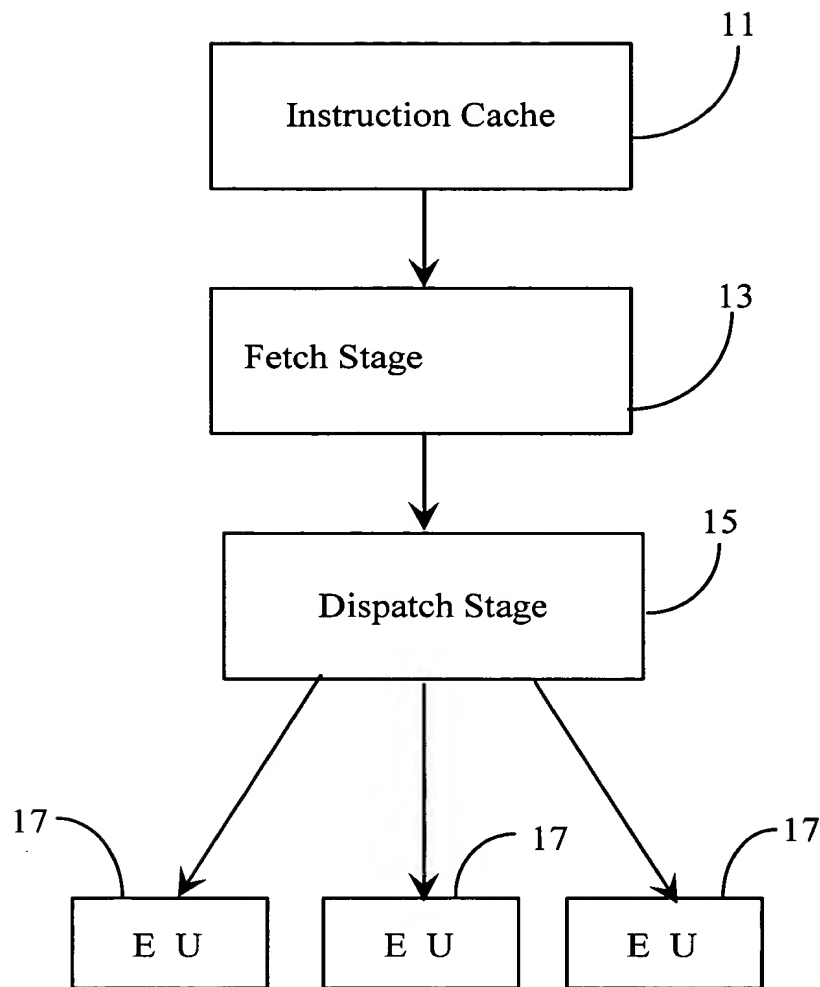 11
Instruction Cache
13
Fetch Stage
15
Dispatch Stage
17
17
17
E U
E U
E U